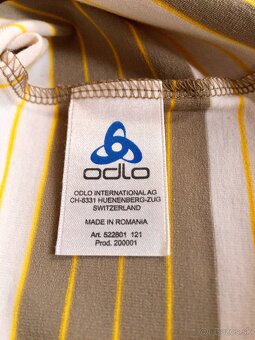 odlo
ODLO INTERNATIONAL AG
CH-6331 HUENENBERG-ZUG
SWITZERLAND
MADE IN ROMANIA
Art. 522801 121
Prod. 200001